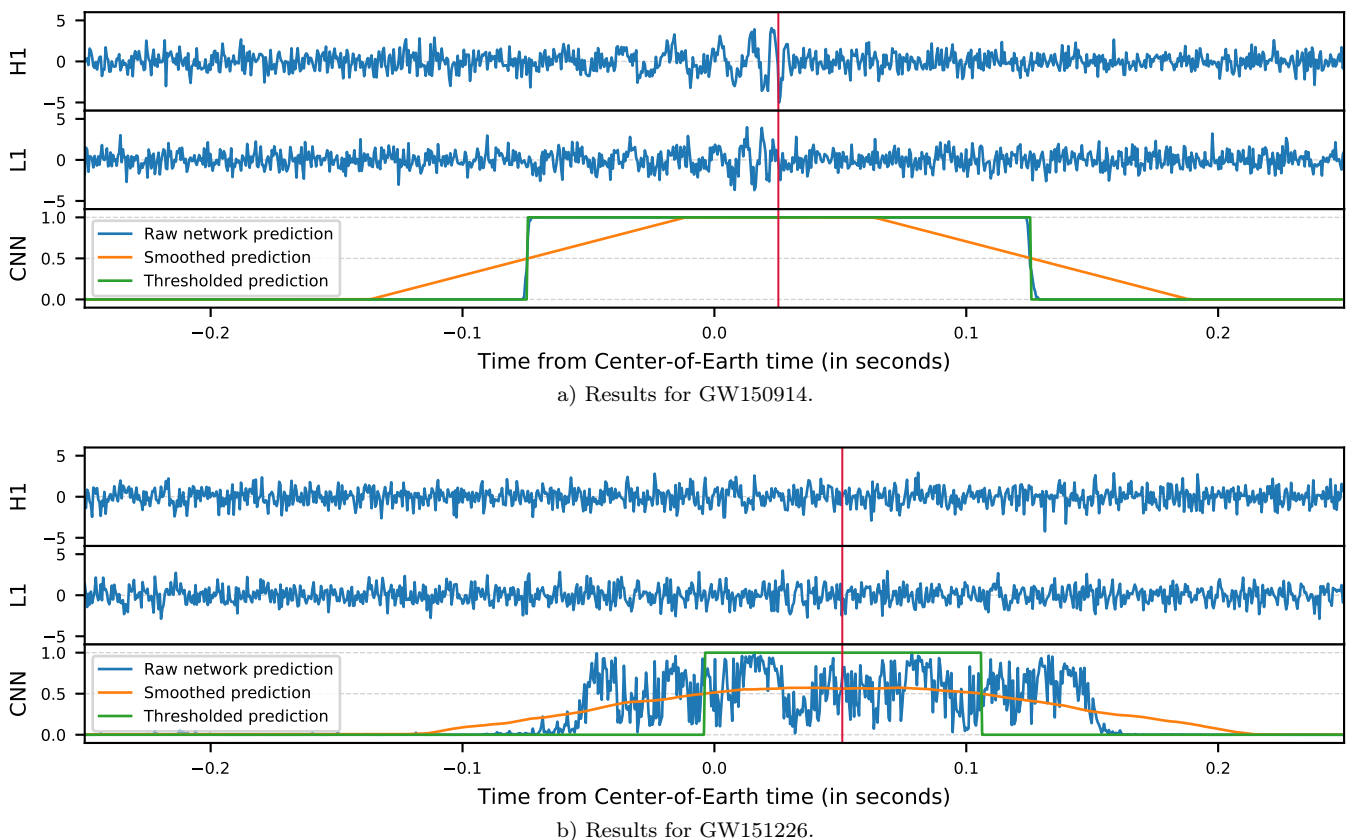 5
0
−5
H1
5
0
−5
L1
1.0
0.5
0.0
CNN
Raw network prediction
Smoothed prediction
Thresholded prediction
−0.2 −0.1 0.0 0.1 0.2
Time from Center-of-Earth time (in seconds)
a) Results for GW150914.
5
0
−5
H1
5
0
−5
L1
1.0
0.5
0.0
CNN
Raw network prediction
Smoothed prediction
Thresholded prediction
−0.2 −0.1 0.0 0.1 0.2
Time from Center-of-Earth time (in seconds)
b) Results for GW151226.